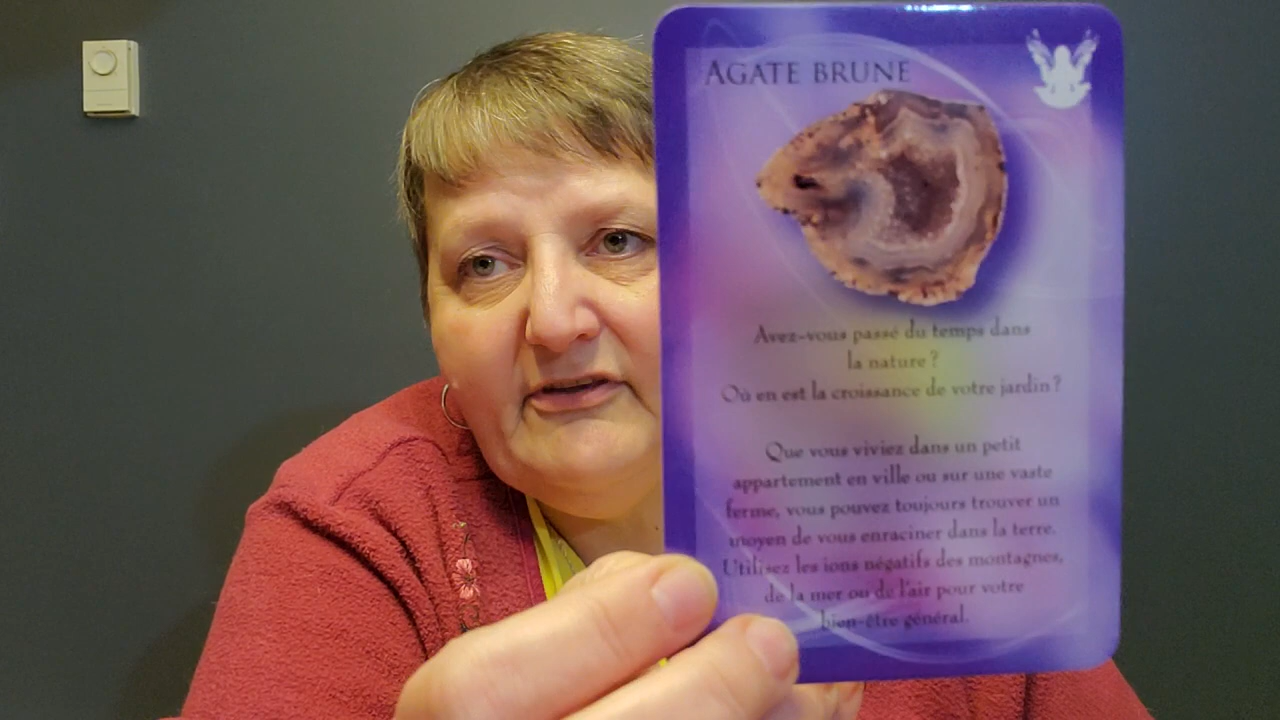 AGATE BRUNE
Avez-vous passé du temps dans
la nature ?
Où en est la croissance de votre jardin ?
Que vous viviez dans un petit
appartement en ville ou sur une vaste
ferme, vous pouvez toujours trouver un
moyen de vous enraciner dans la terre.
Utilisez les ions négatifs des montagnes,
de la mer ou de l'air pour votre
bien-être général.